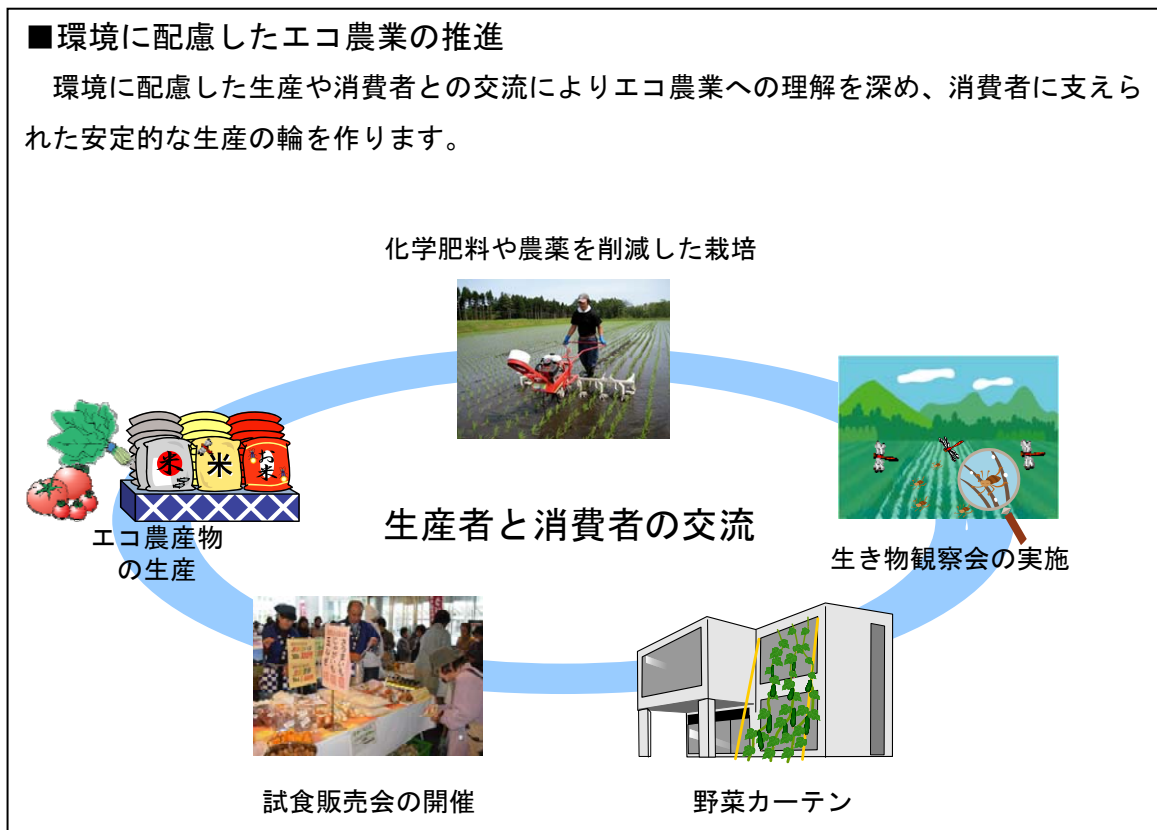 ■環境に配慮したエコ農業の推進
環境に配慮した生産や消費者との交流によりエコ農業への理解を深め、消費者に支えら
れた安定的な生産の輪を作ります。
化学肥料や農薬を削減した栽培
米
米
お米
エコ農産物
の生産
生産者と消費者の交流
生き物観察会の実施
試食販売会の開催
野菜カーテン